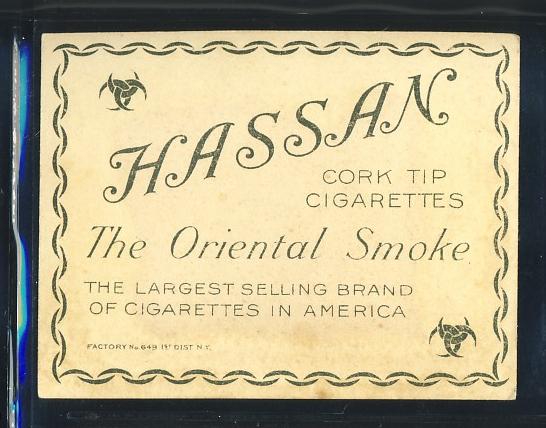 HASSAN
CORK TIP
CIGARETTES
The Oriental Smoke
THE LARGEST SELLING BRAND
OF CIGARETTES IN AMERICA
FACTORY No. 649 1ST DIST N.Y.